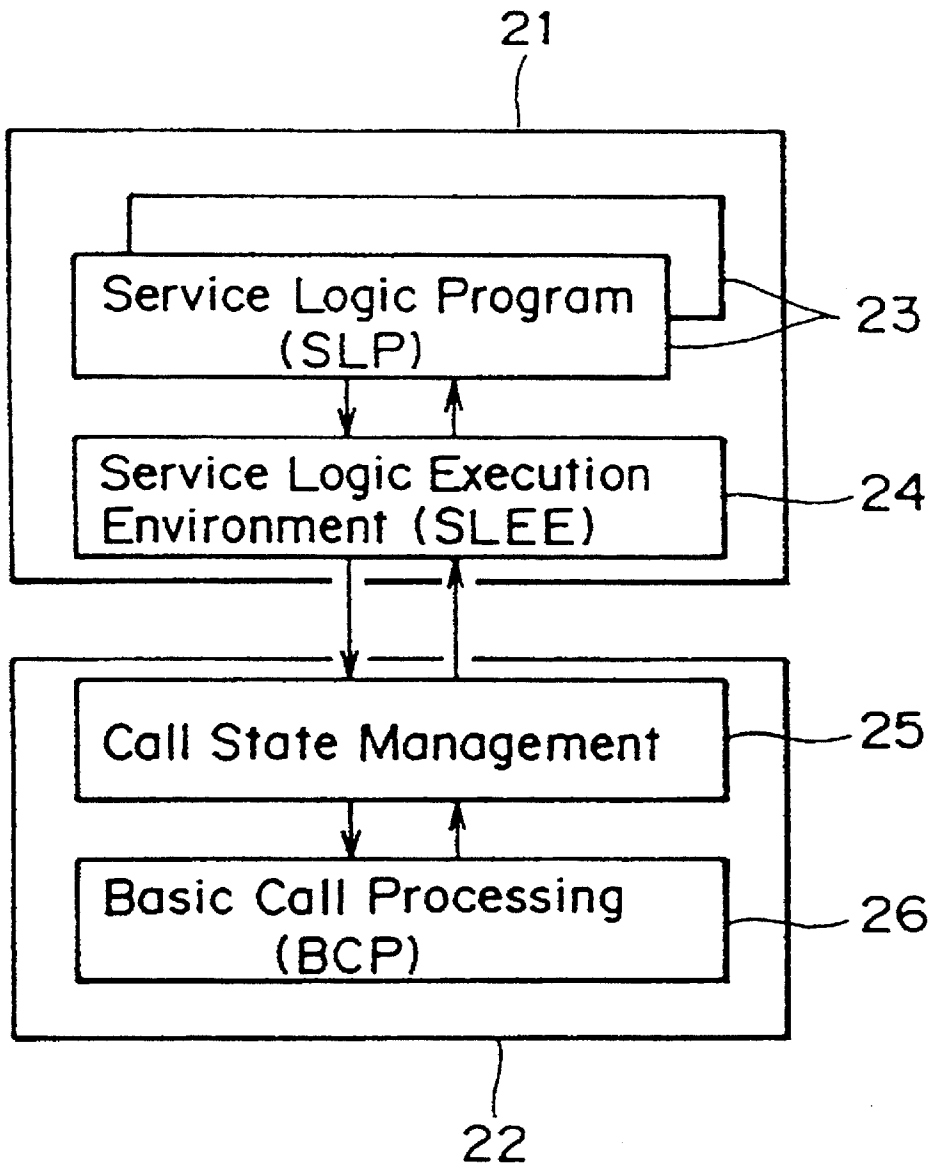 21
Service Logic Program
(SLP)
23
Service Logic Execution
Environment (SLEE)
24
Call State Management
25
Basic Call Processing
(BCP)
26
22